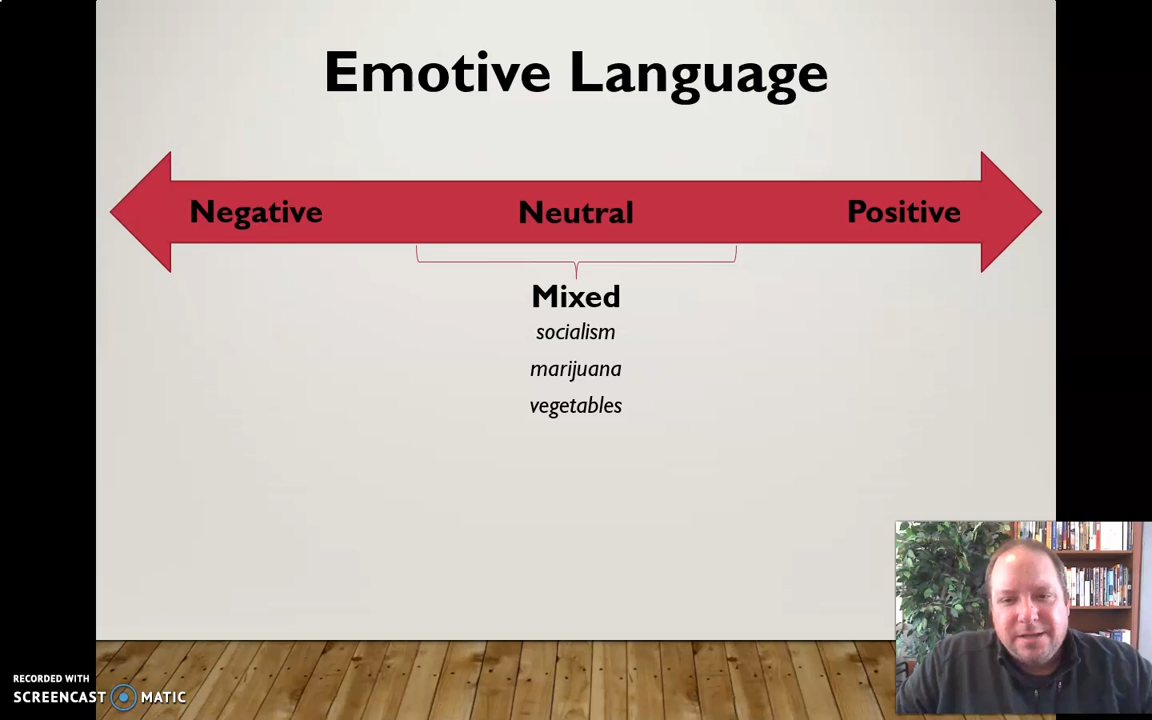 Emotive Language
Negative Neutral Positive
Mixed
socialism
marijuana
vegetables
RECORDED WITH
SCREENCAST MATIC